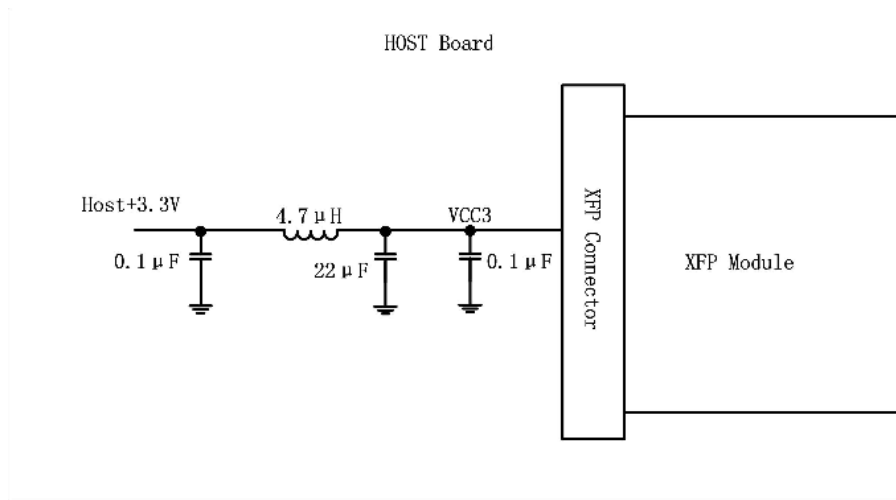 HOST Board
Host+3.3V
4.7μH
VCC3
0.1μF
22μF
0.1μF
XFP Connector
XFP Module